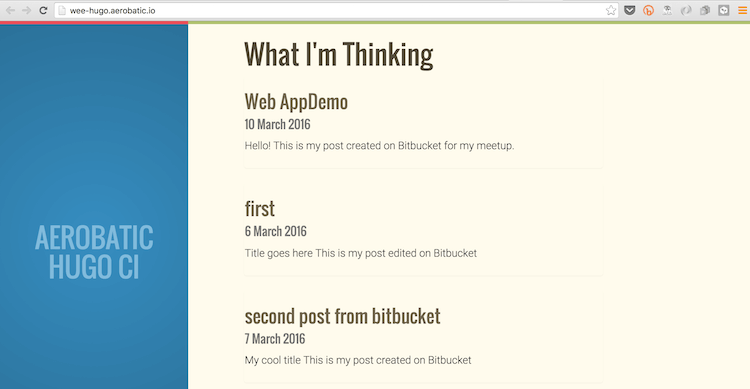 wee-hugo.aerobatic.io
What I'm Thinking
Web AppDemo
10 March 2016
Hello! This is my post created on Bitbucket for my meetup.
AEROBATIC
HUGO CI
first
6 March 2016
Title goes here This is my post edited on Bitbucket
second post from bitbucket
7 March 2016
My cool title This is my post created on Bitbucket